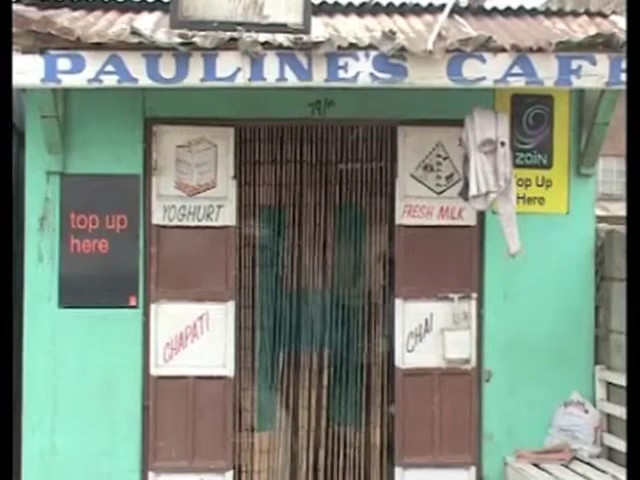 PAULINE'S CAFE
79/m
YOGHURT
FRESH MILK
zain
Top Up
Here
top up
here
CHAPATI
CHAI